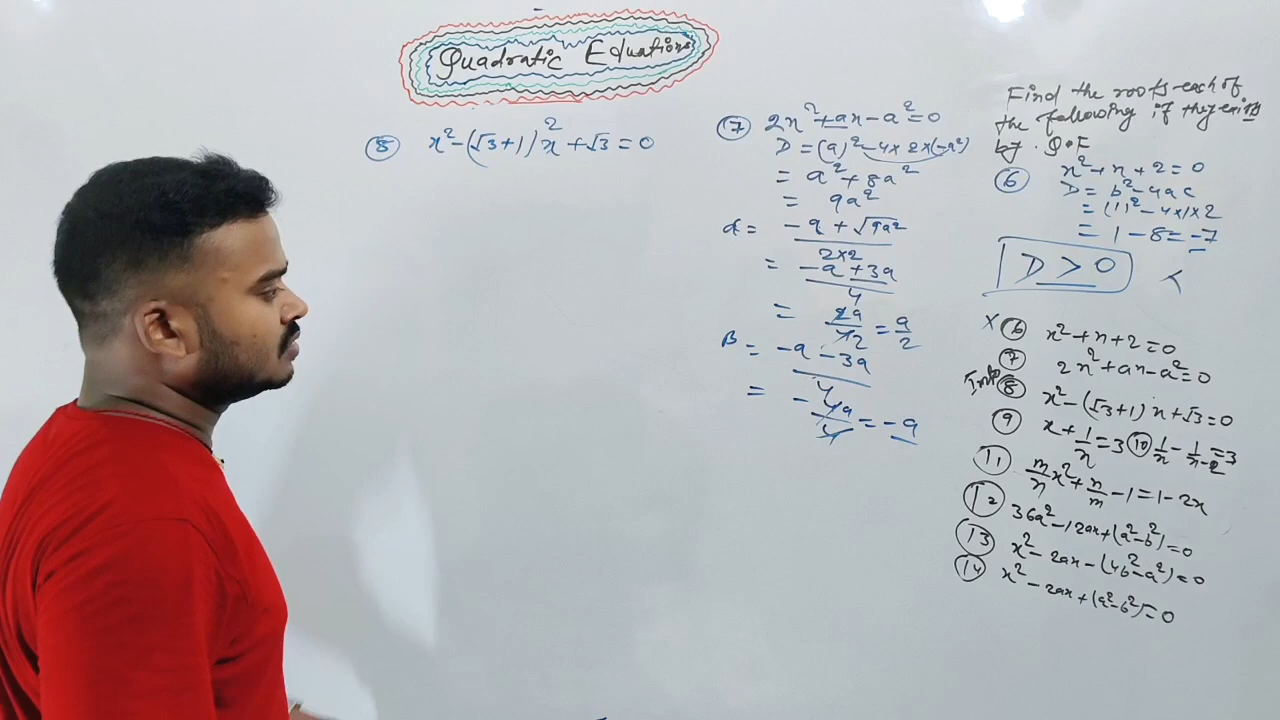 Quadratic Equations
⑧ x²-(√3+1)²x+√3=0
⑦ 2x²+ax-a²=0
D=(a)²-4×2×(-a²)
= a²+8a²
= 9a²
α = -a+√9a² / 2×2
= -a+3a / 4
= 2a / 42 = a/2
β = -a-3a / 4
= -4a / 4 = -a
Find the roots each of
the following if they exists
by. Q.F
⑥ x²+x+2=0
D= b²-4ac
= (1)²-4×1×2
= 1-8=-7
D ≥ 0 <
x ⑥ x²+x+2=0
⑦ 2x²+ax-a²=0
Imp ⑧ x²-(√3+1)x+√3=0
⑨ x+1/x=3 ⑩ 1/x-1/x-2=3
⑪ m/n x²+n/m-1=1-2x
⑫ 36a²-12ax+(a²-b²)=0
⑬ x²-2ax-(4b²-a²)=0
⑭ x²-2ax+(a²-b²)=0